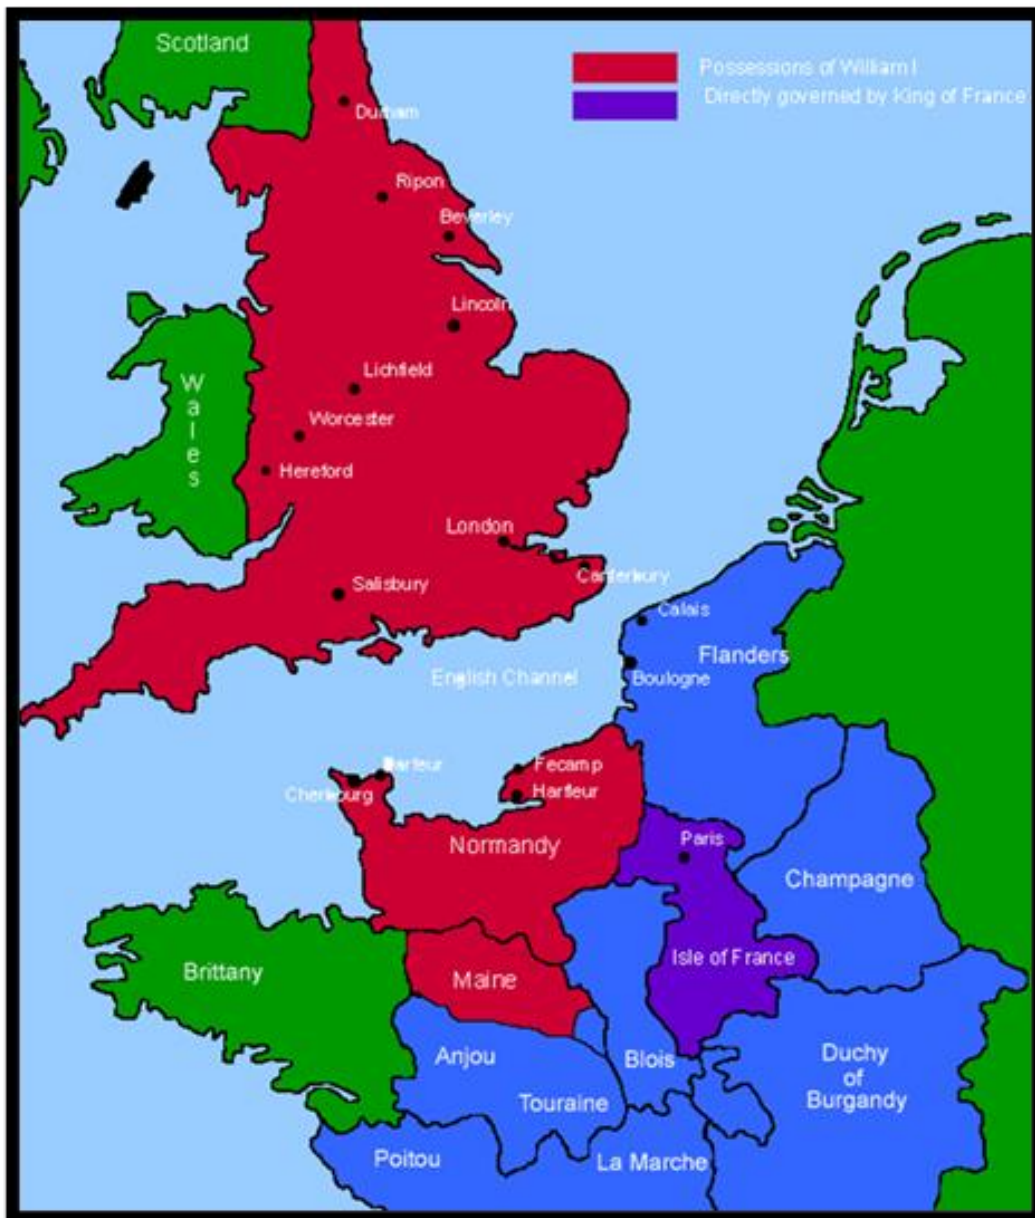 Scotland
Possessions of William I
Directly governed by King of France
Durham
Ripon
Beverley
Lincoln
Lichfield
Wales
Worcester
Hereford
London
Canterbury
Salisbury
Calais
Flanders
Boulogne
English Channel
Barfleur
Cherbourg
Fecamp
Harfleur
Normandy
Paris
Champagne
Brittany
Maine
Isle of France
Anjou
Blois
Duchy
of
Burgandy
Touraine
Poitou
La Marche